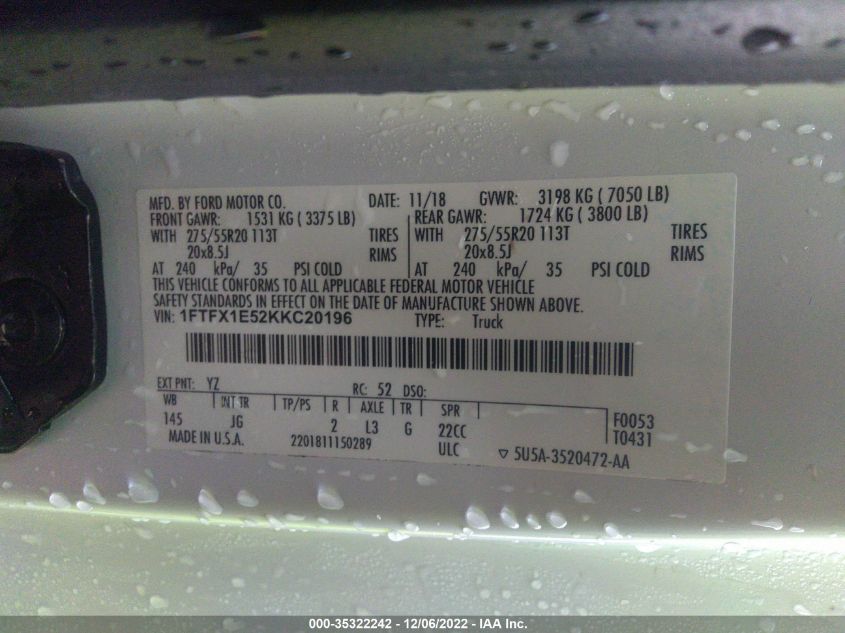 MFD. BY FORD MOTOR CO. DATE: 11/18 GVWR: 3198 KG ( 7050 LB)
FRONT GAWR: 1531 KG ( 3375 LB) REAR GAWR: 1724 KG ( 3800 LB)
WITH 275/55R20 113T TIRES WITH 275/55R20 113T TIRES
20x8.5J RIMS 20x8.5J RIMS
AT 240 kPa/ 35 PSI COLD AT 240 kPa/ 35 PSI COLD
THIS VEHICLE CONFORMS TO ALL APPLICABLE FEDERAL MOTOR VEHICLE
SAFETY STANDARDS IN EFFECT ON THE DATE OF MANUFACTURE SHOWN ABOVE.
VIN: 1FTFX1E52KKC20196 TYPE: Truck
EXT PNT: YZ RC: 52 DSO:
WB INT TR TP/PS R AXLE TR SPR
145 JG 2 L3 G 22CC F0053
MADE IN U.S.A. 2201811150289 ULC T0431
▽ 5U5A-3520472-AA
000-35322242 - 12/06/2022 - IAA Inc.